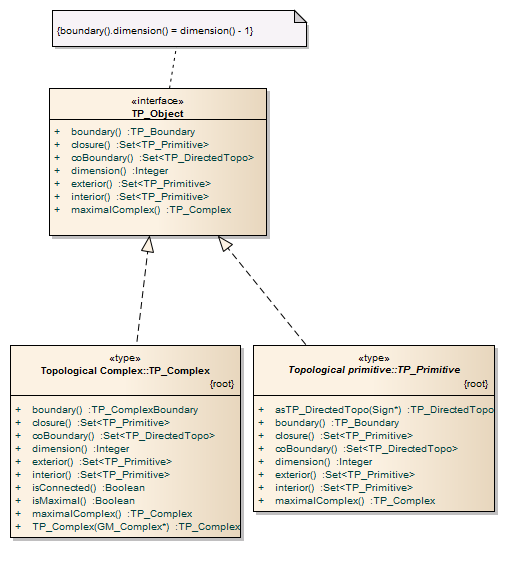 {boundary().dimension() = dimension() - 1}
«interface»
TP_Object
+ boundary() :TP_Boundary
+ closure() :Set<TP_Primitive>
+ coBoundary() :Set<TP_DirectedTopo>
+ dimension() :Integer
+ exterior() :Set<TP_Primitive>
+ interior() :Set<TP_Primitive>
+ maximalComplex() :TP_Complex
«type»
Topological Complex::TP_Complex
{root}
+ boundary() :TP_ComplexBoundary
+ closure() :Set<TP_Primitive>
+ coBoundary() :Set<TP_DirectedTopo>
+ dimension() :Integer
+ exterior() :Set<TP_Primitive>
+ interior() :Set<TP_Primitive>
+ isConnected() :Boolean
+ isMaximal() :Boolean
+ maximalComplex() :TP_Complex
+ TP_Complex(GM_Complex*) :TP_Complex
«type»
Topological primitive::TP_Primitive
{root}
+ asTP_DirectedTopo(Sign*) :TP_DirectedTopo
+ boundary() :TP_Boundary
+ closure() :Set<TP_Primitive>
+ coBoundary() :Set<TP_DirectedTopo>
+ dimension() :Integer
+ exterior() :Set<TP_Primitive>
+ interior() :Set<TP_Primitive>
+ maximalComplex() :TP_Complex